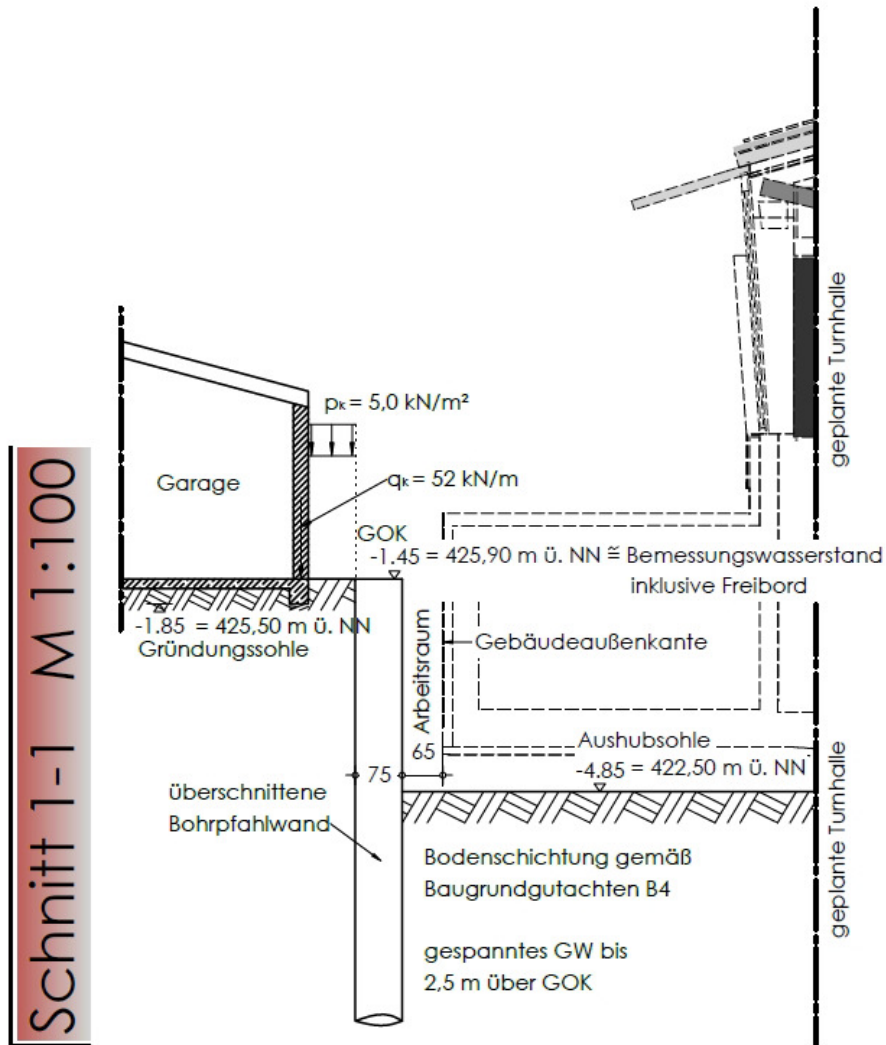 Schnitt 1-1 M 1:100
geplante Turnhalle
pk = 5,0 kN/m²
Garage
qk = 52 kN/m
GOK
-1.45 = 425,90 m ü. NN ≅ Bemessungswasserstand
inklusive Freibord
-1.85 = 425,50 m ü. NN
Gründungssohle
Arbeitsraum
Gebäudeaußenkante
75
65
Aushubsohle
-4.85 = 422,50 m ü. NN
überschnittene
Bohrpfahlwand
Bodenschichtung gemäß
Baugrundgutachten B4
gespanntes GW bis
2,5 m über GOK
geplante Turnhalle